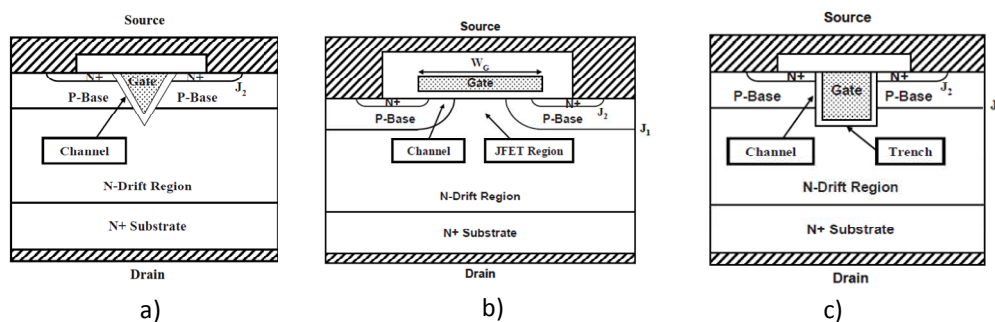 Source
N+
Gate
N+
J2
P-Base
P-Base
Channel
N-Drift Region
N+ Substrate
Drain
a)
Source
WG
Gate
N+
N+
J2
P-Base
P-Base
J1
Channel
JFET Region
N-Drift Region
N+ Substrate
Drain
b)
Source
N+
N+
J2
P-Base
Gate
P-Base
J
Channel
Trench
N-Drift Region
N+ Substrate
Drain
c)